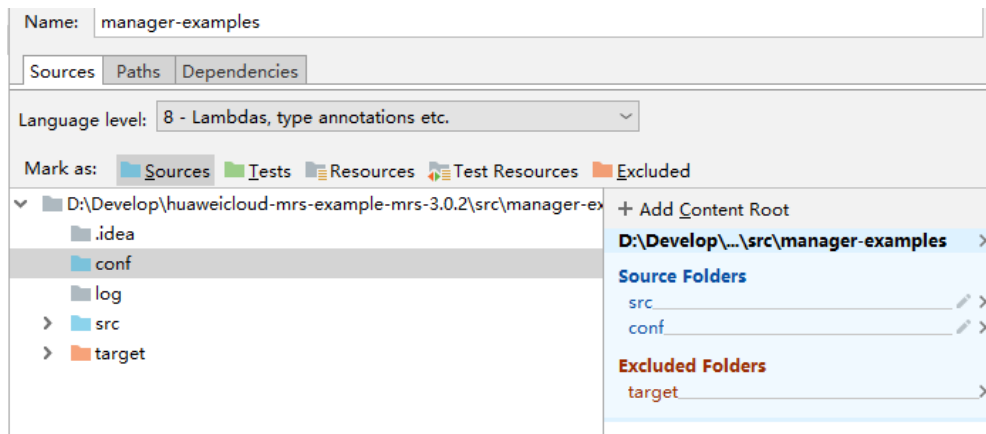 Name: manager-examples
Sources Paths Dependencies
Language level: 8 - Lambdas, type annotations etc.
Mark as: Sources Tests Resources Test Resources Excluded
D:\Develop\huaweicloud-mrs-example-mrs-3.0.2\src\manager-ex
.idea
conf
log
src
target
+ Add Content Root
D:\Develop\...\src\manager-examples
Source Folders
src
conf
Excluded Folders
target